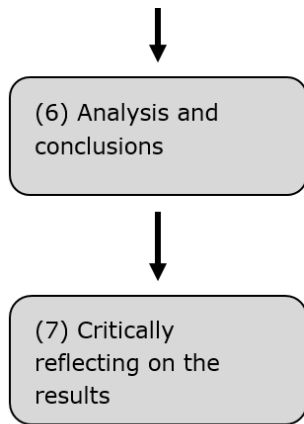 (6) Analysis and
conclusions
(7) Critically
reflecting on the
results